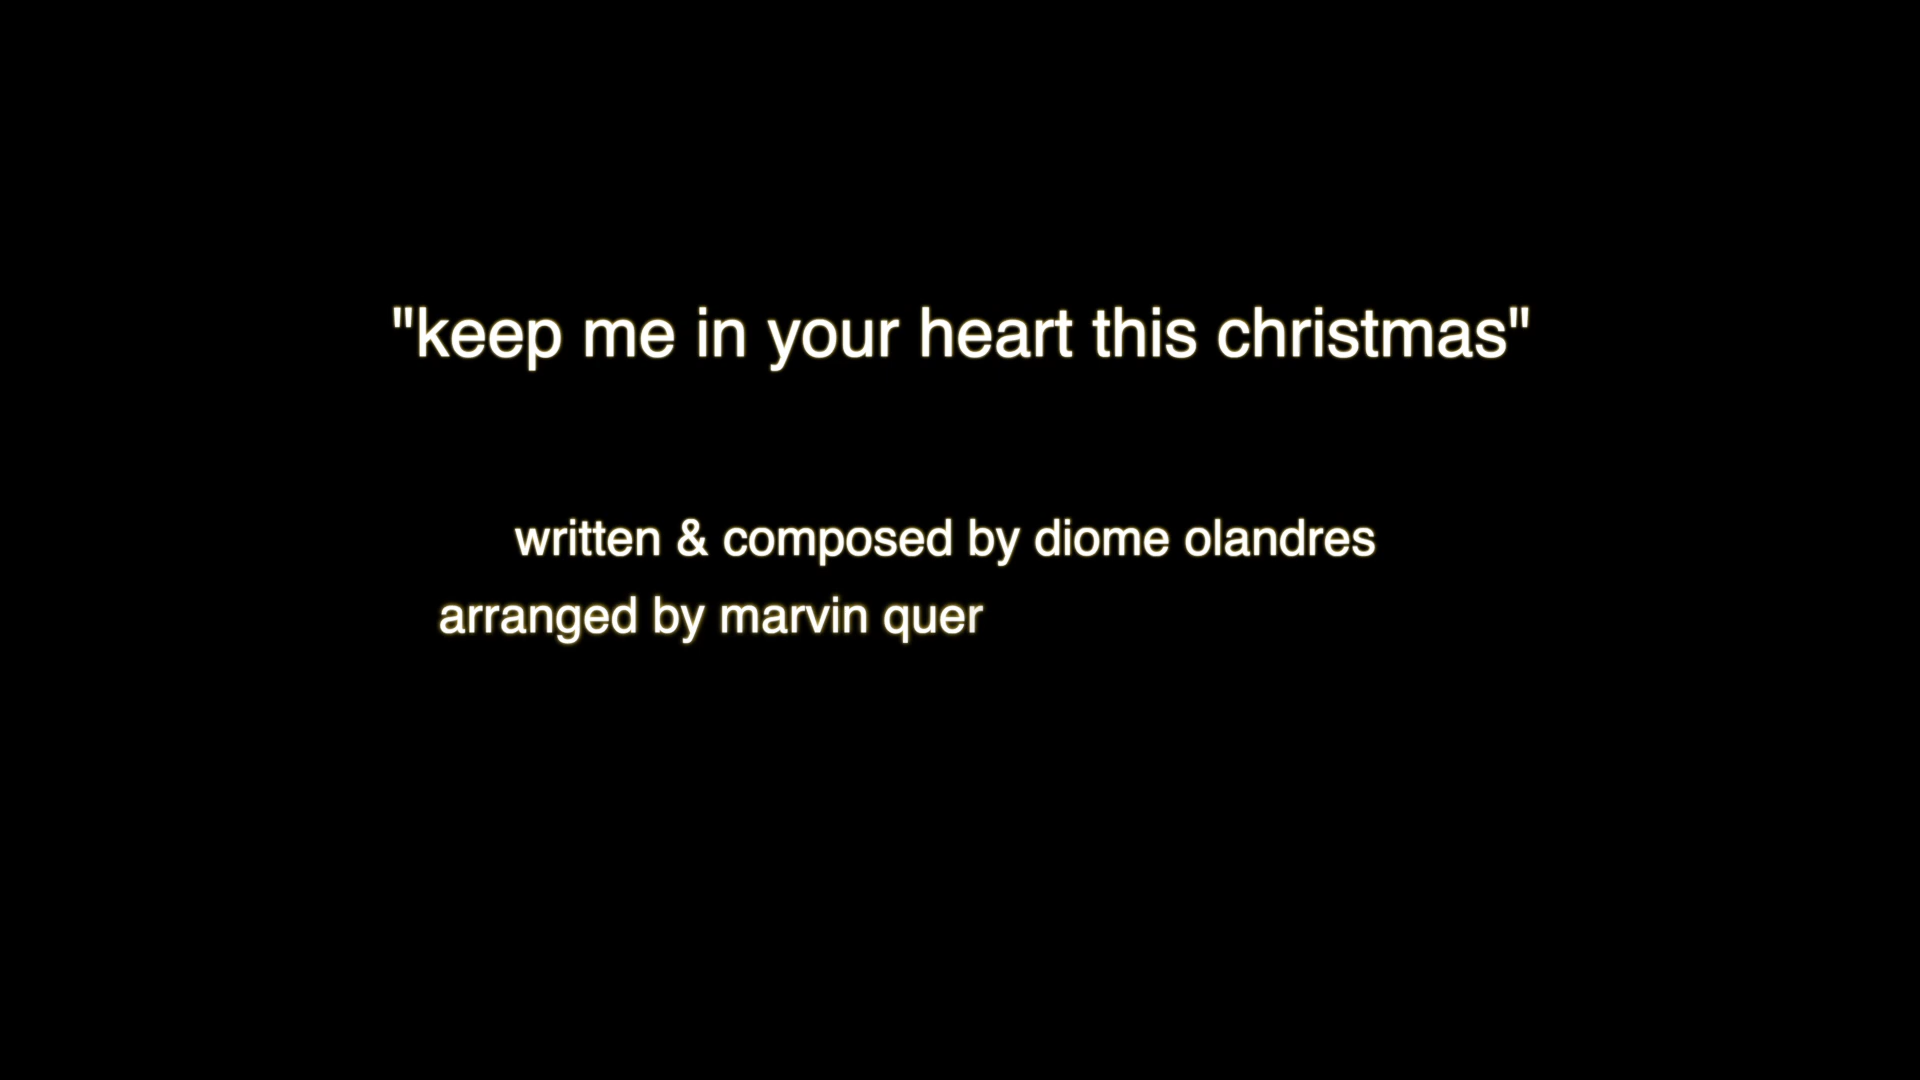 "keep me in your heart this christmas"
written & composed by diome olandres
arranged by marvin quer